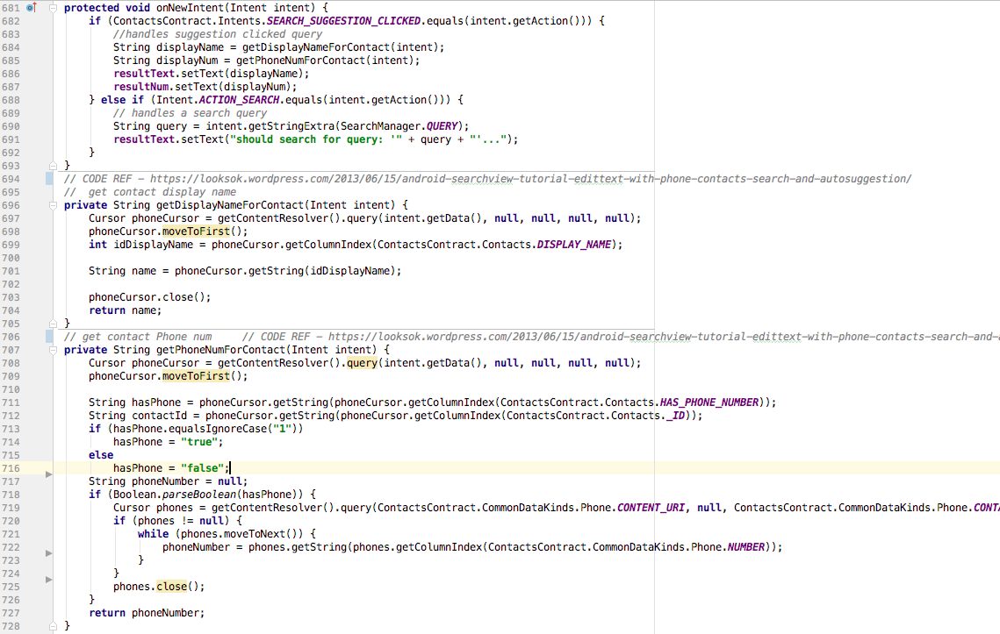 681 protected void onNewIntent(Intent intent) {
682     if (ContactsContract.Intents.SEARCH_SUGGESTION_CLICKED.equals(intent.getAction())) {
683         //handles suggestion clicked query
684         String displayName = getDisplayNameForContact(intent);
685         String displayNum = getPhoneNumForContact(intent);
686         resultText.setText(displayName);
687         resultNum.setText(displayNum);
688     } else if (Intent.ACTION_SEARCH.equals(intent.getAction())) {
689         // handles a search query
690         String query = intent.getStringExtra(SearchManager.QUERY);
691         resultText.setText("should search for query: '" + query + "'...");
692     }
693 }
694 // CODE REF – https://looksok.wordpress.com/2013/06/15/android-searchview-tutorial-edittext-with-phone-contacts-search-and-autosuggestion/
695 //  get contact display name
696 private String getDisplayNameForContact(Intent intent) {
697     Cursor phoneCursor = getContentResolver().query(intent.getData(), null, null, null, null);
698     phoneCursor.moveToFirst();
699     int idDisplayName = phoneCursor.getColumnIndex(ContactsContract.Contacts.DISPLAY_NAME);
700
701     String name = phoneCursor.getString(idDisplayName);
702
703     phoneCursor.close();
704     return name;
705 }
706 // get contact Phone num     // CODE REF – https://looksok.wordpress.com/2013/06/15/android-searchview-tutorial-edittext-with-phone-contacts-search-and-a
707 private String getPhoneNumForContact(Intent intent) {
708     Cursor phoneCursor = getContentResolver().query(intent.getData(), null, null, null, null);
709     phoneCursor.moveToFirst();
710
711     String hasPhone = phoneCursor.getString(phoneCursor.getColumnIndex(ContactsContract.Contacts.HAS_PHONE_NUMBER));
712     String contactId = phoneCursor.getString(phoneCursor.getColumnIndex(ContactsContract.Contacts._ID));
713     if (hasPhone.equalsIgnoreCase("1"))
714         hasPhone = "true";
715     else
716         hasPhone = "false";
717     String phoneNumber = null;
718     if (Boolean.parseBoolean(hasPhone)) {
719         Cursor phones = getContentResolver().query(ContactsContract.CommonDataKinds.Phone.CONTENT_URI, null, ContactsContract.CommonDataKinds.Phone.CONTA
720         if (phones != null) {
721             while (phones.moveToNext()) {
722                 phoneNumber = phones.getString(phones.getColumnIndex(ContactsContract.CommonDataKinds.Phone.NUMBER));
723             }
724         }
725         phones.close();
726     }
727     return phoneNumber;
728 }